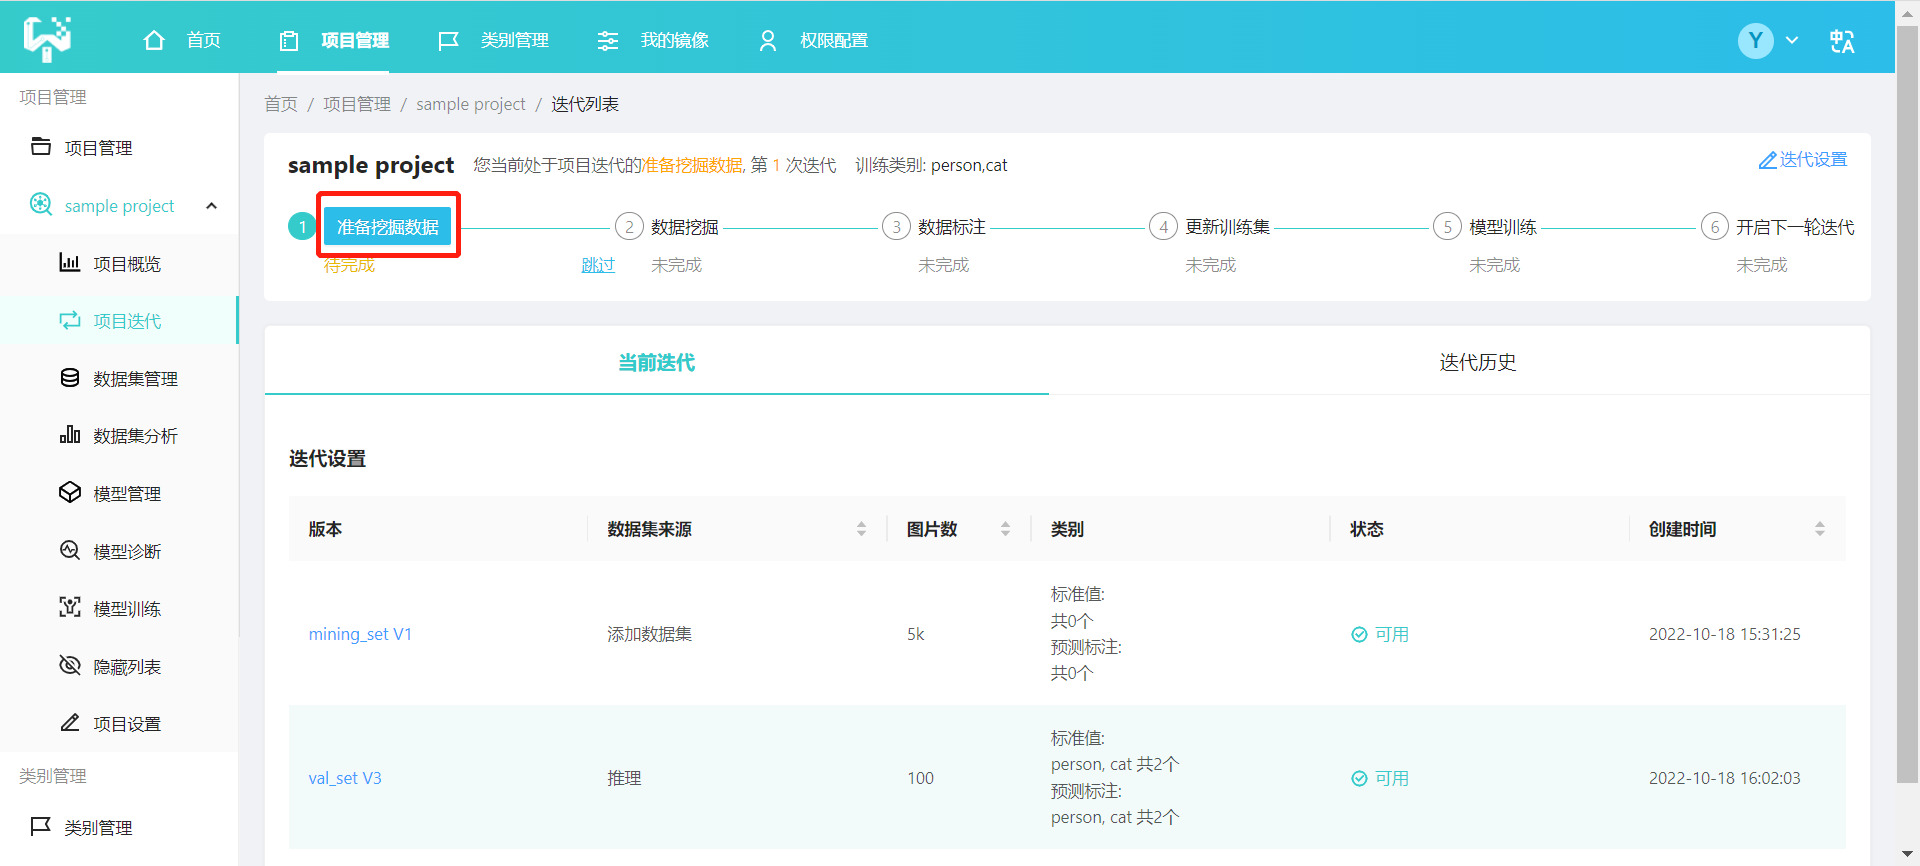 首页
项目管理
类别管理
我的镜像
权限配置
Y
中A
项目管理
项目管理
sample project
项目概览
项目迭代
数据集管理
数据集分析
模型管理
模型诊断
模型训练
隐藏列表
项目设置
类别管理
类别管理
首页 / 项目管理 / sample project / 迭代列表
sample project 您当前处于项目迭代的准备挖掘数据, 第 1 次迭代 训练类别: person,cat
迭代设置
1 准备挖掘数据
待完成
跳过
2 数据挖掘
未完成
3 数据标注
未完成
4 更新训练集
未完成
5 模型训练
未完成
6 开启下一轮迭代
未完成
当前迭代
迭代历史
迭代设置
版本 数据集来源 图片数 类别 状态 创建时间
mining_set V1
添加数据集
5k
标准值:
共0个
预测标注:
共0个
可用
2022-10-18 15:31:25
val_set V3
推理
100
标准值:
person, cat 共2个
预测标注:
person, cat 共2个
可用
2022-10-18 16:02:03